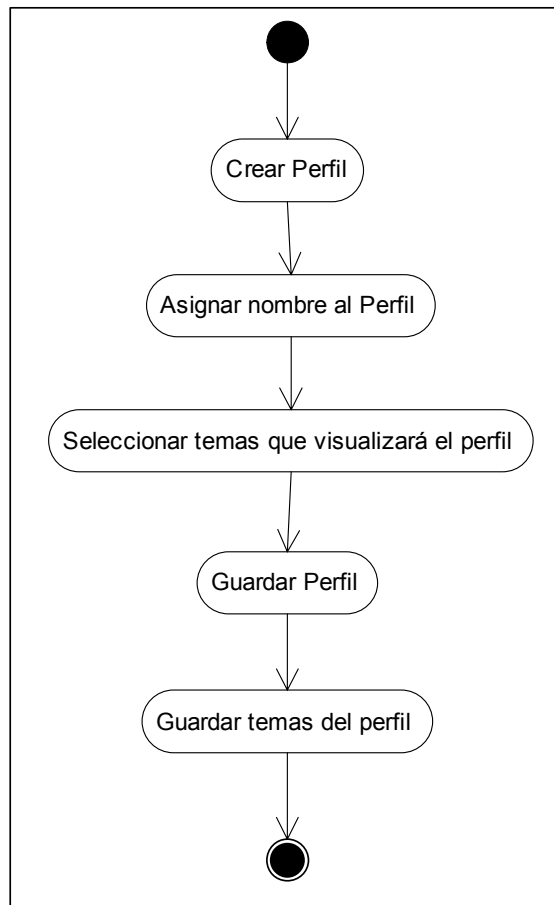 Crear Perfil
Asignar nombre al Perfil
Seleccionar temas que visualizará el perfil
Guardar Perfil
Guardar temas del perfil